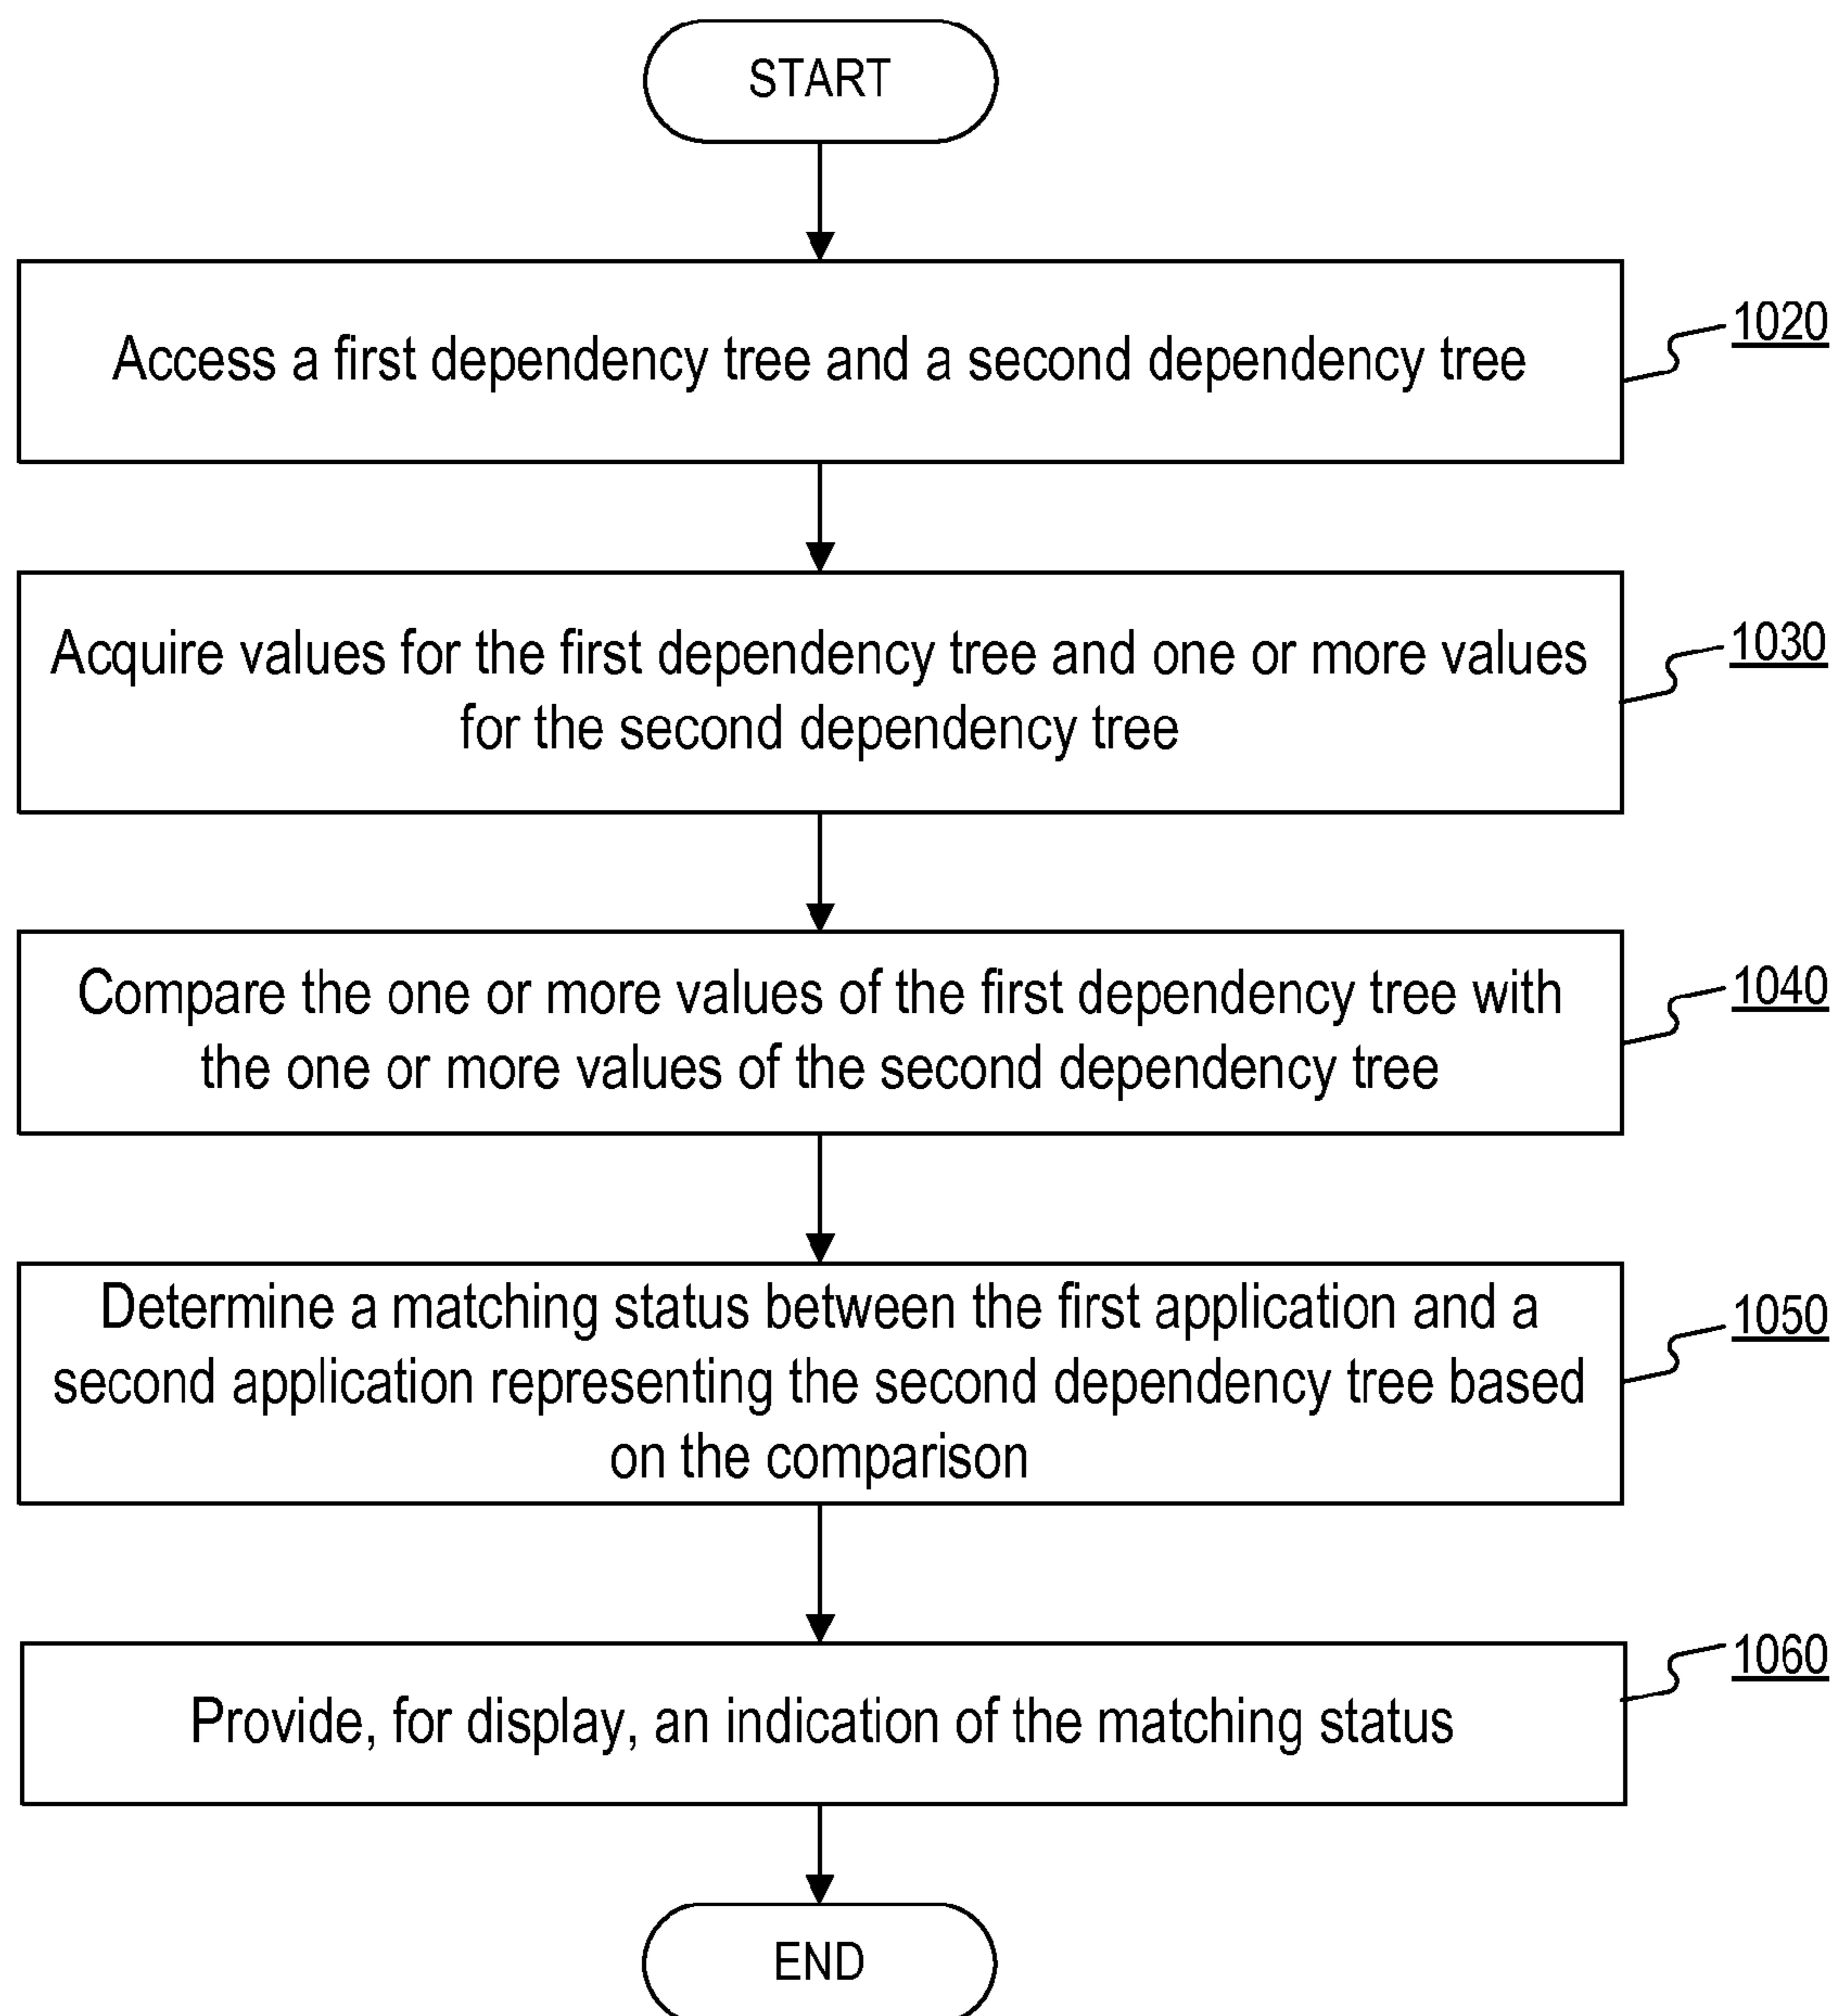 START
Access a first dependency tree and a second dependency tree
1020
Acquire values for the first dependency tree and one or more values
for the second dependency tree
1030
Compare the one or more values of the first dependency tree with
the one or more values of the second dependency tree
1040
Determine a matching status between the first application and a
second application representing the second dependency tree based
on the comparison
1050
Provide, for display, an indication of the matching status
1060
END